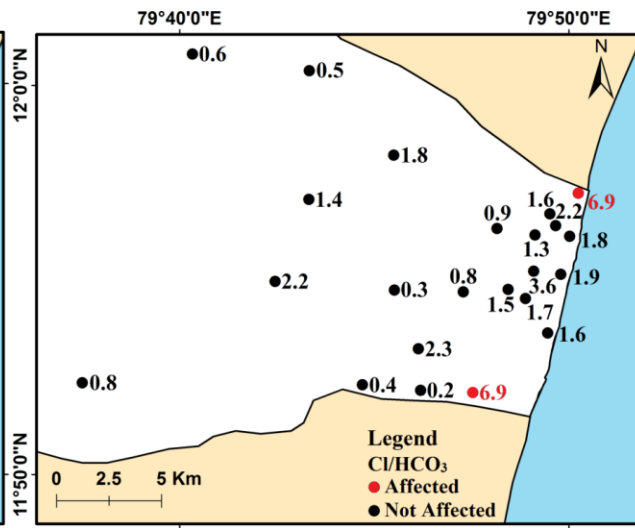 79°40'0"E
79°50'0"E
N
12°0'0"N
11°50'0"N
0.6
0.5
1.8
1.4
6.9
1.6
2.2
0.9
1.3
1.8
2.2
0.3
0.8
3.6
1.9
1.5
1.7
1.6
2.3
0.8
0.4
0.2
6.9
Legend
Cl/HCO₃
Affected
Not Affected
0 2.5 5 Km